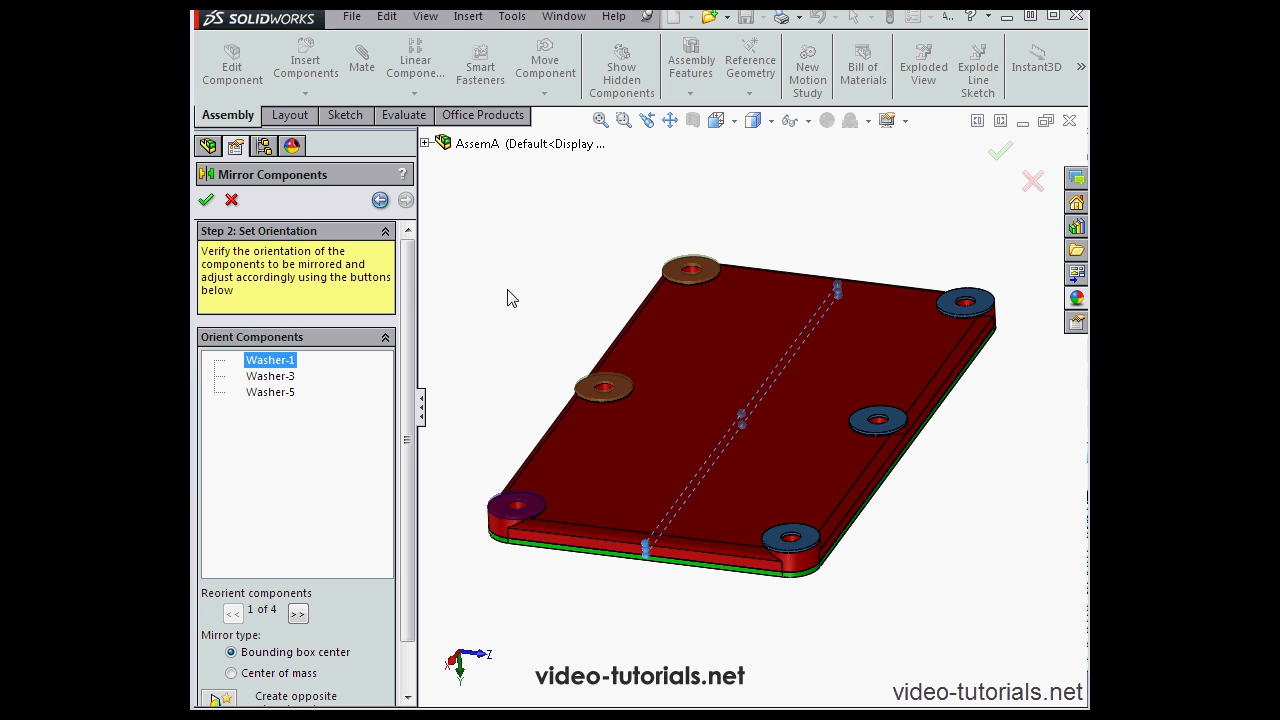 SOLIDWORKS File Edit View Insert Tools Window Help A.. ?
Edit Component
Insert Components
Mate
Linear Compone...
Smart Fasteners
Move Component
Show Hidden Components
Assembly Features
Reference Geometry
New Motion Study
Bill of Materials
Exploded View
Explode Line Sketch
Instant3D
»
Assembly Layout Sketch Evaluate Office Products
AssemA (Default<Display ...
Mirror Components ?
Step 2: Set Orientation
Verify the orientation of the
components to be mirrored and
adjust accordingly using the buttons
below
Orient Components
Washer-1
Washer-3
Washer-5
Reorient components
<< 1 of 4 >>
Mirror type:
Bounding box center
Center of mass
Create opposite
X Y Z
video-tutorials.net
video-tutorials.net